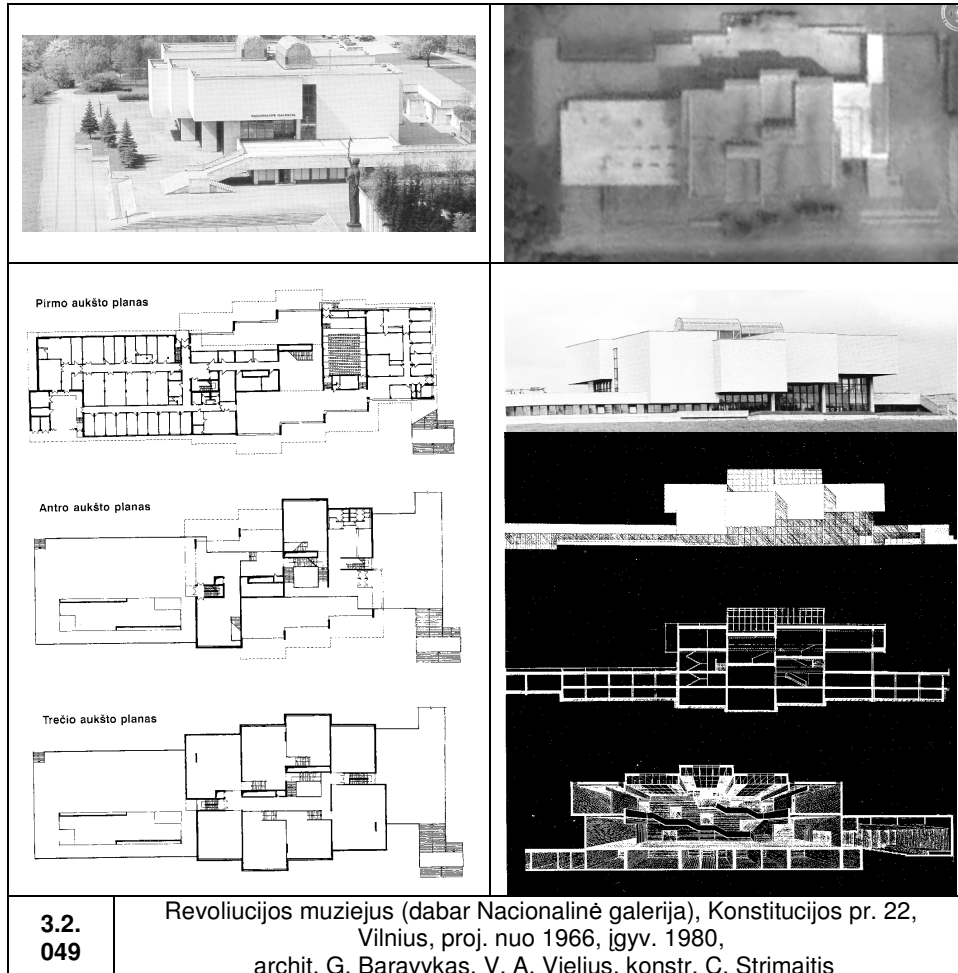 Pirmo aukšto planas
Antro aukšto planas
Trečio aukšto planas
3.2.
049
Revoliucijos muziejus (dabar Nacionalinė galerija), Konstitucijos pr. 22,
Vilnius, proj. nuo 1966, įgyv. 1980,
archit. G. Baravykas, V. A. Vielius, konstr. C. Strimaitis